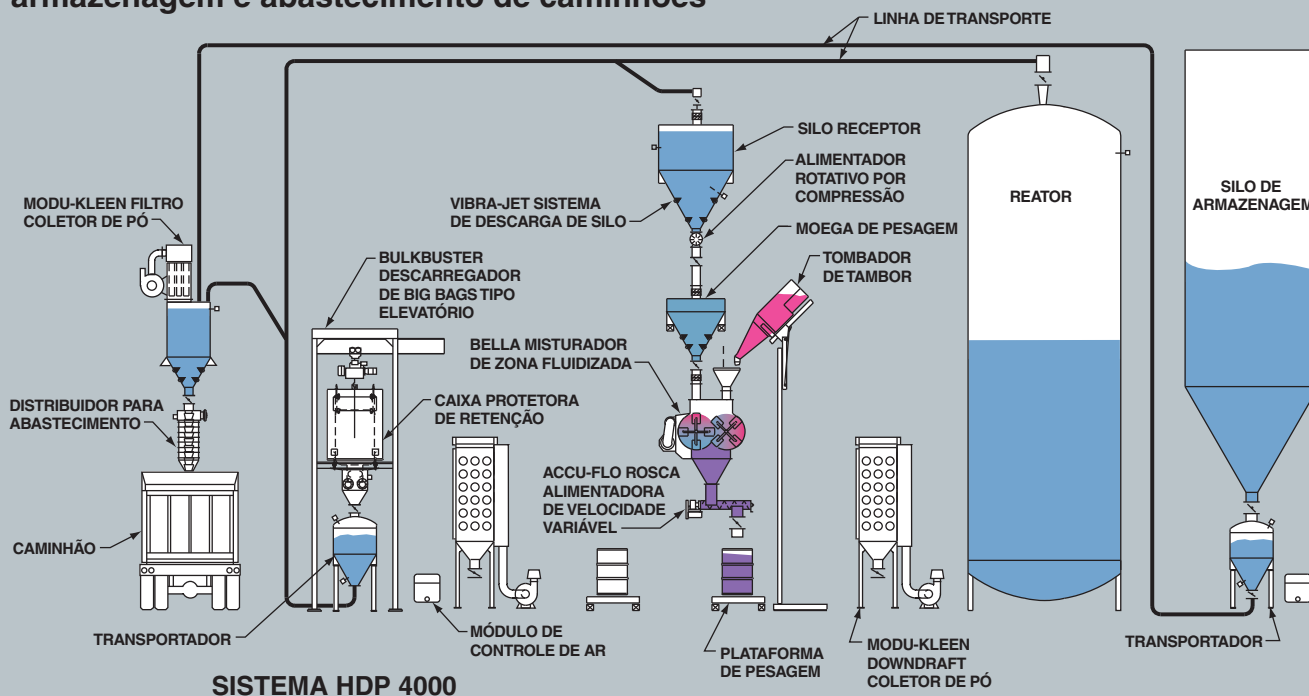 armazenagem e abastecimento de caminhões
LINHA DE TRANSPORTE
SILO RECEPTOR
ALIMENTADOR
ROTATIVO POR
COMPRESSÃO
MODU-KLEEN FILTRO
COLETOR DE PÓ
VIBRA-JET SISTEMA
DE DESCARGA DE SILO
REATOR
SILO DE
ARMAZENAGEM
MOEGA DE PESAGEM
BULKBUSTER
DESCARREGADOR
DE BIG BAGS TIPO
ELEVATÓRIO
TOMBADOR
DE TAMBOR
BELLA MISTURADOR
DE ZONA FLUIDIZADA
DISTRIBUIDOR PARA
ABASTECIMENTO
CAIXA PROTETORA
DE RETENÇÃO
ACCU-FLO ROSCA
ALIMENTADORA
DE VELOCIDADE
VARIÁVEL
CAMINHÃO
TRANSPORTADOR
MÓDULO DE
CONTROLE DE AR
PLATAFORMA
DE PESAGEM
MODU-KLEEN
DOWNDRAFT
COLETOR DE PÓ
TRANSPORTADOR
SISTEMA HDP 4000